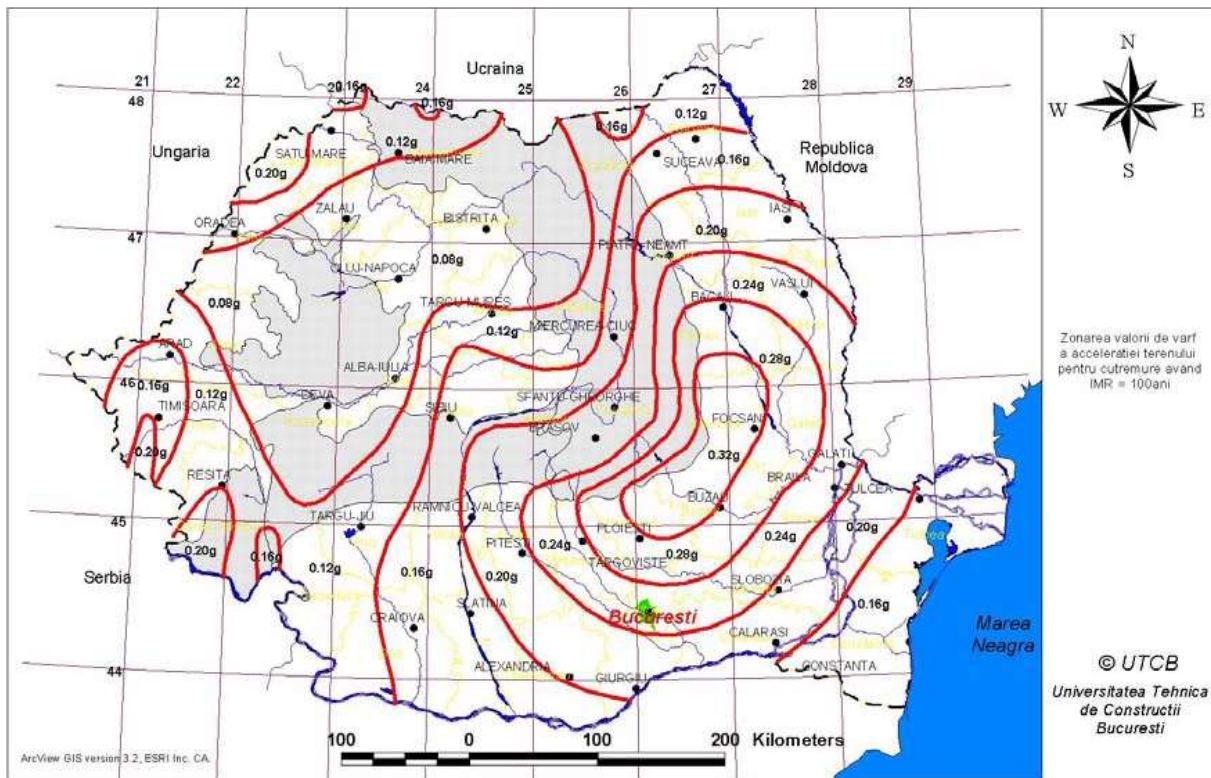 Ucraina
21
22
23
24
25
26
27
28
29
48
0.16g
0.16g
0.16g
0.12g
Ungaria
Republica
Moldova
SATU-MARE
0.12g
BAIA-MARE
SUCEAVA
0.16g
0.20g
ZALAU
ORADEA
BISTRITA
IASI
47
0.20g
PIATRA-NEAMT
CLUJ-NAPOCA
0.08g
0.08g
TARGU-MURES
BACAU
0.24g
VASLUI
0.12g
MIERCUREA-CIUC
ARAD
0.28g
ALBA-IULIA
46
0.16g
0.12g
DEVA
TIMISOARA
SIBIU
SFANTU-GHEORGHE
BRASOV
FOCSANI
0.20g
RESITA
0.32g
GALATI
BRAILA
TULCEA
BUZAU
45
TARGU-JIU
RAMNICU-VALCEA
PLOIESTI
PITESTI
0.24g
TARGOVISTE
0.28g
0.24g
0.20g
0.20g
0.16g
0.12g
0.16g
0.20g
SLOBOZIA
Serbia
CRAIOVA
SLATINA
Bucuresti
0.16g
CALARASI
44
ALEXANDRIA
GIURGIU
CONSTANTA
Marea
Neagra
100
0
100
200
Kilometers
ArcView GIS version 3.2, ESRI Inc. CA.
N
W
E
S
Zonarea valorii de varf
a acceleratiei terenului
pentru cutremure avand
IMR = 100ani
© UTCB
Universitatea Tehnica
de Constructii
Bucuresti